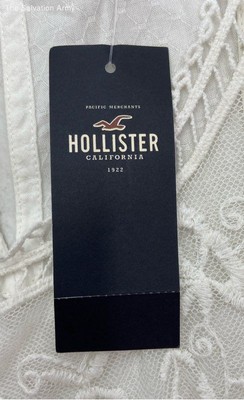 The Salvation Army
PACIFIC MERCHANTS
HOLLISTER
CALIFORNIA
1922